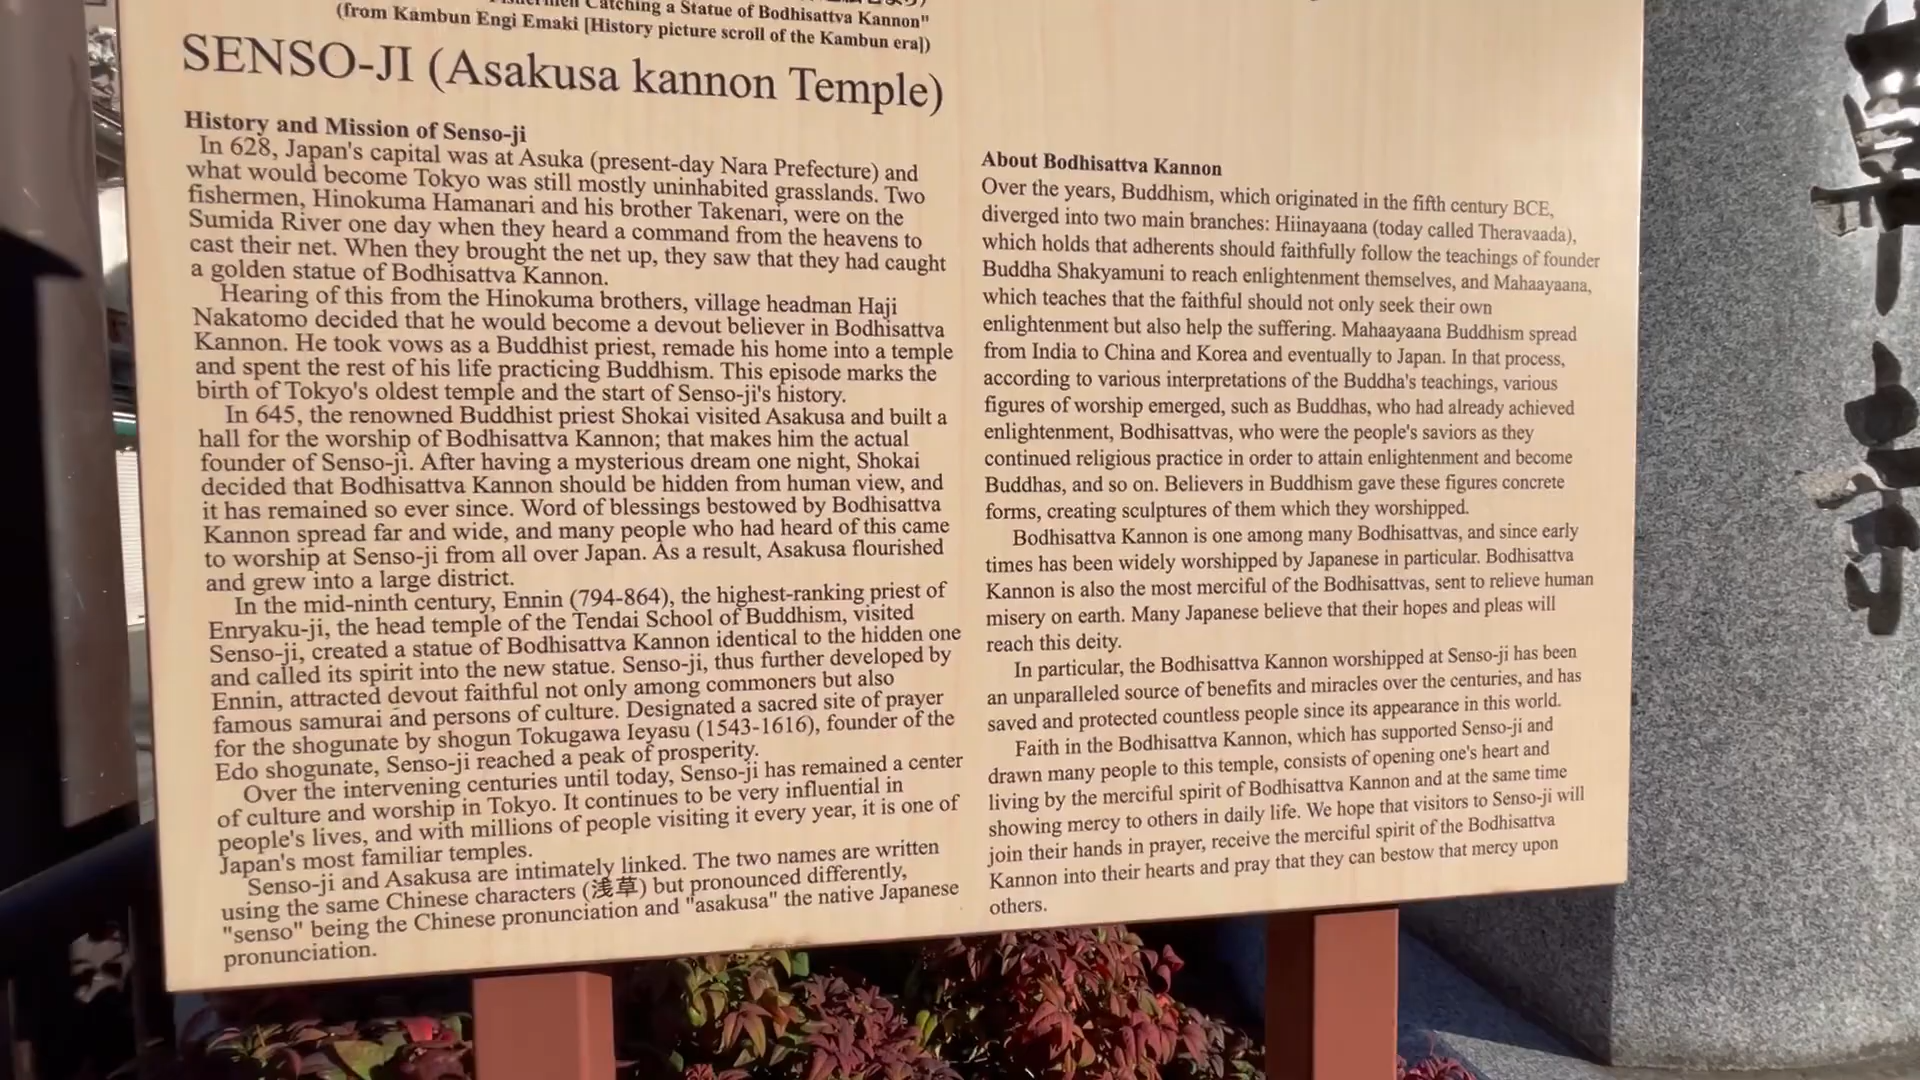 Catching a Statue of Bodhisattva Kannon"
(from Kambun Engi Emaki [History picture scroll of the Kambun era])
SENSO-JI (Asakusa kannon Temple)
History and Mission of Senso-ji
In 628, Japan's capital was at Asuka (present-day Nara Prefecture) and
what would become Tokyo was still mostly uninhabited grasslands. Two
fishermen, Hinokuma Hamanari and his brother Takenari, were on the
Sumida River one day when they heard a command from the heavens to
cast their net. When they brought the net up, they saw that they had caught
a golden statue of Bodhisattva Kannon.
Hearing of this from the Hinokuma brothers, village headman Haji
Nakatomo decided that he would become a devout believer in Bodhisattva
Kannon. He took vows as a Buddhist priest, remade his home into a temple
and spent the rest of his life practicing Buddhism. This episode marks the
birth of Tokyo's oldest temple and the start of Senso-ji's history.
In 645, the renowned Buddhist priest Shokai visited Asakusa and built a
hall for the worship of Bodhisattva Kannon; that makes him the actual
founder of Senso-ji. After having a mysterious dream one night, Shokai
decided that Bodhisattva Kannon should be hidden from human view, and
it has remained so ever since. Word of blessings bestowed by Bodhisattva
Kannon spread far and wide, and many people who had heard of this came
to worship at Senso-ji from all over Japan. As a result, Asakusa flourished
and grew into a large district.
In the mid-ninth century, Ennin (794-864), the highest-ranking priest of
Enryaku-ji, the head temple of the Tendai School of Buddhism, visited
Senso-ji, created a statue of Bodhisattva Kannon identical to the hidden one
and called its spirit into the new statue. Senso-ji, thus further developed by
Ennin, attracted devout faithful not only among commoners but also
famous samurai and persons of culture. Designated a sacred site of prayer
for the shogunate by shogun Tokugawa Ieyasu (1543-1616), founder of the
Edo shogunate, Senso-ji reached a peak of prosperity.
Over the intervening centuries until today, Senso-ji has remained a center
of culture and worship in Tokyo. It continues to be very influential in
people's lives, and with millions of people visiting it every year, it is one of
Japan's most familiar temples.
Senso-ji and Asakusa are intimately linked. The two names are written
using the same Chinese characters (浅草) but pronounced differently,
"senso" being the Chinese pronunciation and "asakusa" the native Japanese
pronunciation.
About Bodhisattva Kannon
Over the years, Buddhism, which originated in the fifth century BCE,
diverged into two main branches: Hiinayaana (today called Theravaada),
which holds that adherents should faithfully follow the teachings of founder
Buddha Shakyamuni to reach enlightenment themselves, and Mahaayaana,
which teaches that the faithful should not only seek their own
enlightenment but also help the suffering. Mahaayaana Buddhism spread
from India to China and Korea and eventually to Japan. In that process,
according to various interpretations of the Buddha's teachings, various
figures of worship emerged, such as Buddhas, who had already achieved
enlightenment, Bodhisattvas, who were the people's saviors as they
continued religious practice in order to attain enlightenment and become
Buddhas, and so on. Believers in Buddhism gave these figures concrete
forms, creating sculptures of them which they worshipped.
Bodhisattva Kannon is one among many Bodhisattvas, and since early
times has been widely worshipped by Japanese in particular. Bodhisattva
Kannon is also the most merciful of the Bodhisattvas, sent to relieve human
misery on earth. Many Japanese believe that their hopes and pleas will
reach this deity.
In particular, the Bodhisattva Kannon worshipped at Senso-ji has been
an unparalleled source of benefits and miracles over the centuries, and has
saved and protected countless people since its appearance in this world.
Faith in the Bodhisattva Kannon, which has supported Senso-ji and
drawn many people to this temple, consists of opening one's heart and
living by the merciful spirit of Bodhisattva Kannon and at the same time
showing mercy to others in daily life. We hope that visitors to Senso-ji will
join their hands in prayer, receive the merciful spirit of the Bodhisattva
Kannon into their hearts and pray that they can bestow that mercy upon
others.